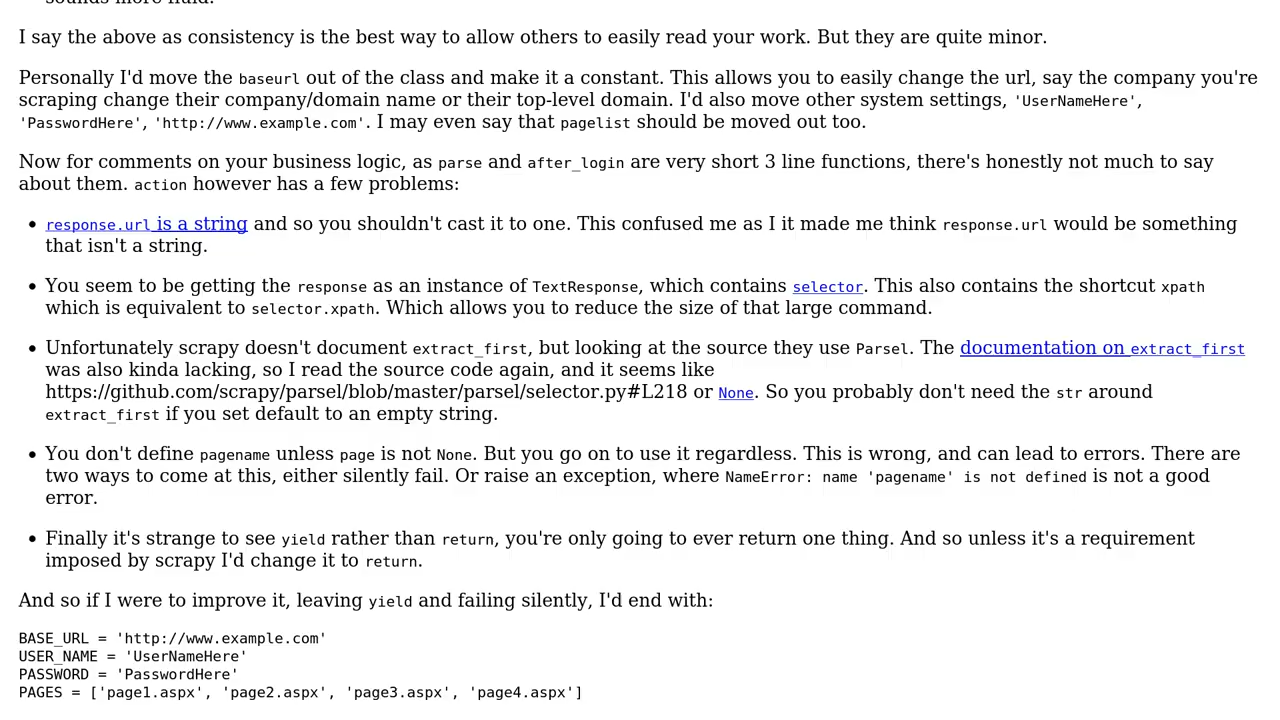 I say the above as consistency is the best way to allow others to easily read your work. But they are quite minor.
Personally I'd move the baseurl out of the class and make it a constant. This allows you to easily change the url, say the company you're
scraping change their company/domain name or their top-level domain. I'd also move other system settings, 'UserNameHere',
'PasswordHere', 'http://www.example.com'. I may even say that pagelist should be moved out too.
Now for comments on your business logic, as parse and after_login are very short 3 line functions, there's honestly not much to say
about them. action however has a few problems:
• response.url is a string and so you shouldn't cast it to one. This confused me as I it made me think response.url would be something
that isn't a string.
• You seem to be getting the response as an instance of TextResponse, which contains selector. This also contains the shortcut xpath
which is equivalent to selector.xpath. Which allows you to reduce the size of that large command.
• Unfortunately scrapy doesn't document extract_first, but looking at the source they use Parsel. The documentation on extract_first
was also kinda lacking, so I read the source code again, and it seems like
https://github.com/scrapy/parsel/blob/master/parsel/selector.py#L218 or None. So you probably don't need the str around
extract_first if you set default to an empty string.
• You don't define pagename unless page is not None. But you go on to use it regardless. This is wrong, and can lead to errors. There are
two ways to come at this, either silently fail. Or raise an exception, where NameError: name 'pagename' is not defined is not a good
error.
• Finally it's strange to see yield rather than return, you're only going to ever return one thing. And so unless it's a requirement
imposed by scrapy I'd change it to return.
And so if I were to improve it, leaving yield and failing silently, I'd end with:
BASE_URL = 'http://www.example.com'
USER_NAME = 'UserNameHere'
PASSWORD = 'PasswordHere'
PAGES = ['page1.aspx', 'page2.aspx', 'page3.aspx', 'page4.aspx']